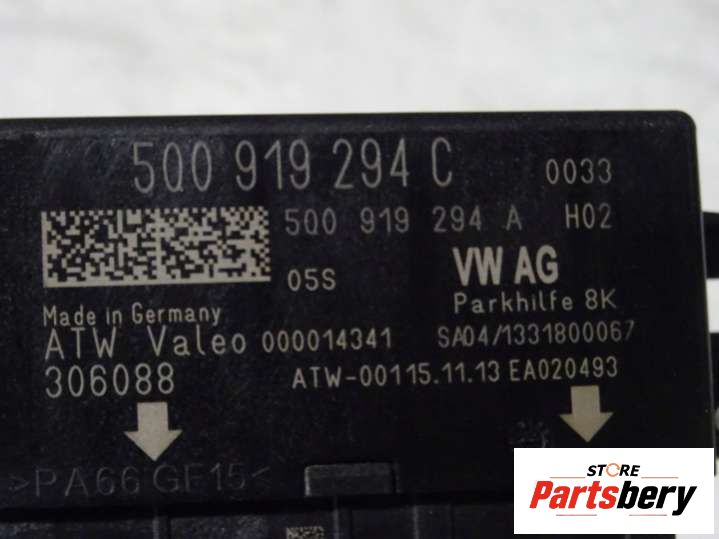 5Q0 919 294 C 0033
5Q0 919 294 A H02
05S VW AG
Parkhilfe 8K
Made in Germany
ATW Valeo 000014341 SA04/1331800067
306088 ATW-00115.11.13 EA020493
>PA66 GF15<
STORE
Partsbery